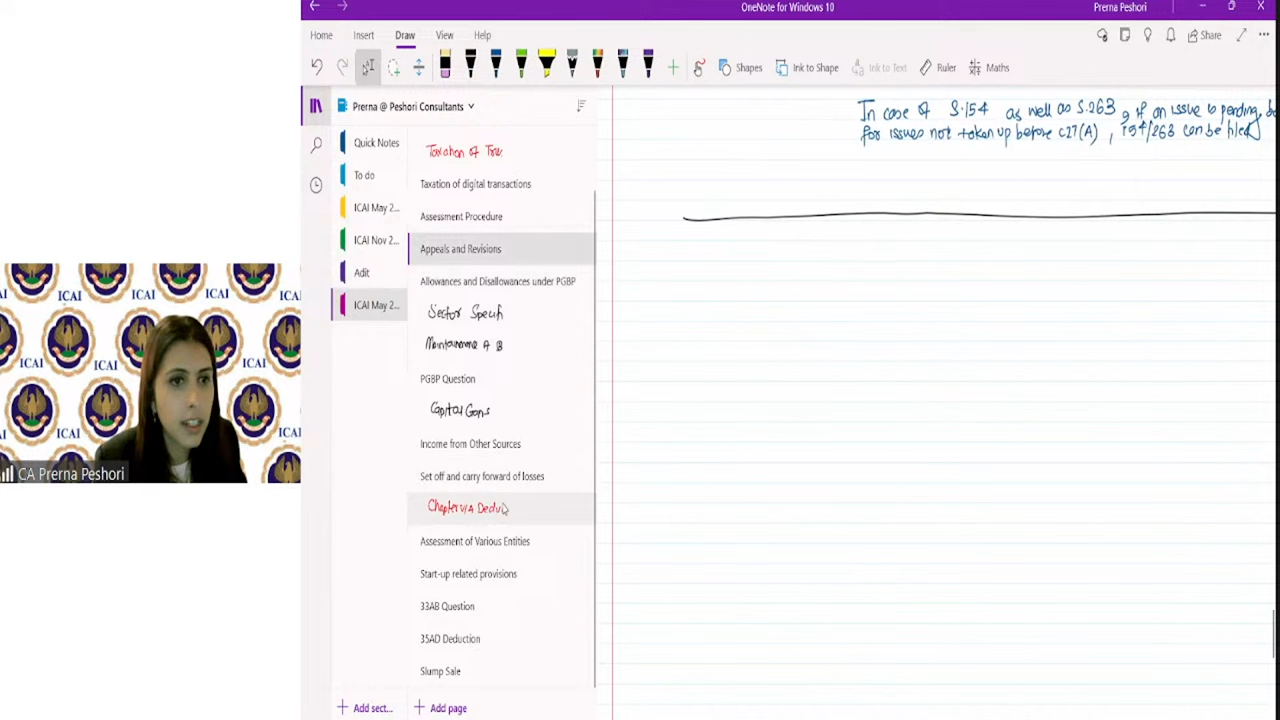 OneNote for Windows 10
Prerna Peshori
Home
Insert
Draw
View
Help
Share
Shapes
Ink to Shape
Ink to Text
Ruler
Maths
Prerna @ Peshori Consultants
Quick Notes
To do
ICAI May 2...
ICAI Nov 2...
Adit
ICAI May 2...
Taxation of Trus
Taxation of digital transactions
Assessment Procedure
Appeals and Revisions
Allowances and Disallowances under PGBP
Sector Specifi
Maintainence A B
PGBP Question
Capital Gains
Income from Other Sources
Set off and carry forward of losses
Chapter VIA Dedu
Assessment of Various Entities
Start-up related provisions
33AB Question
35AD Deduction
Slump Sale
Add sect...
Add page
In case of S.154 as well as S.263, if an issue is pending,
for issues not taken up before CIT(A), 154/263 can be filed
ICAI
CA Prerna Peshori